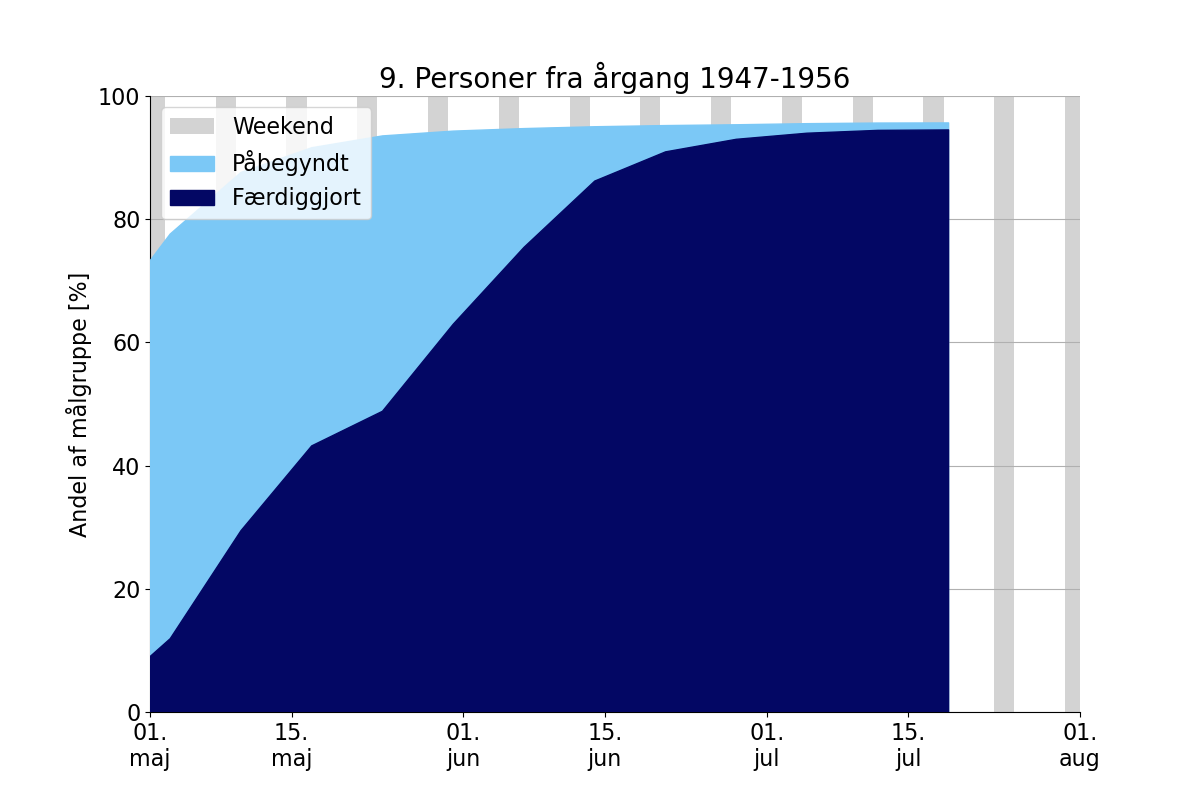 9. Personer fra årgang 1947-1956
Andel af målgruppe [%]
100
80
60
40
20
0
Weekend
Påbegyndt
Færdiggjort
01. 15. 01. 15. 01. 15. 01.
maj maj jun jun jul jul aug